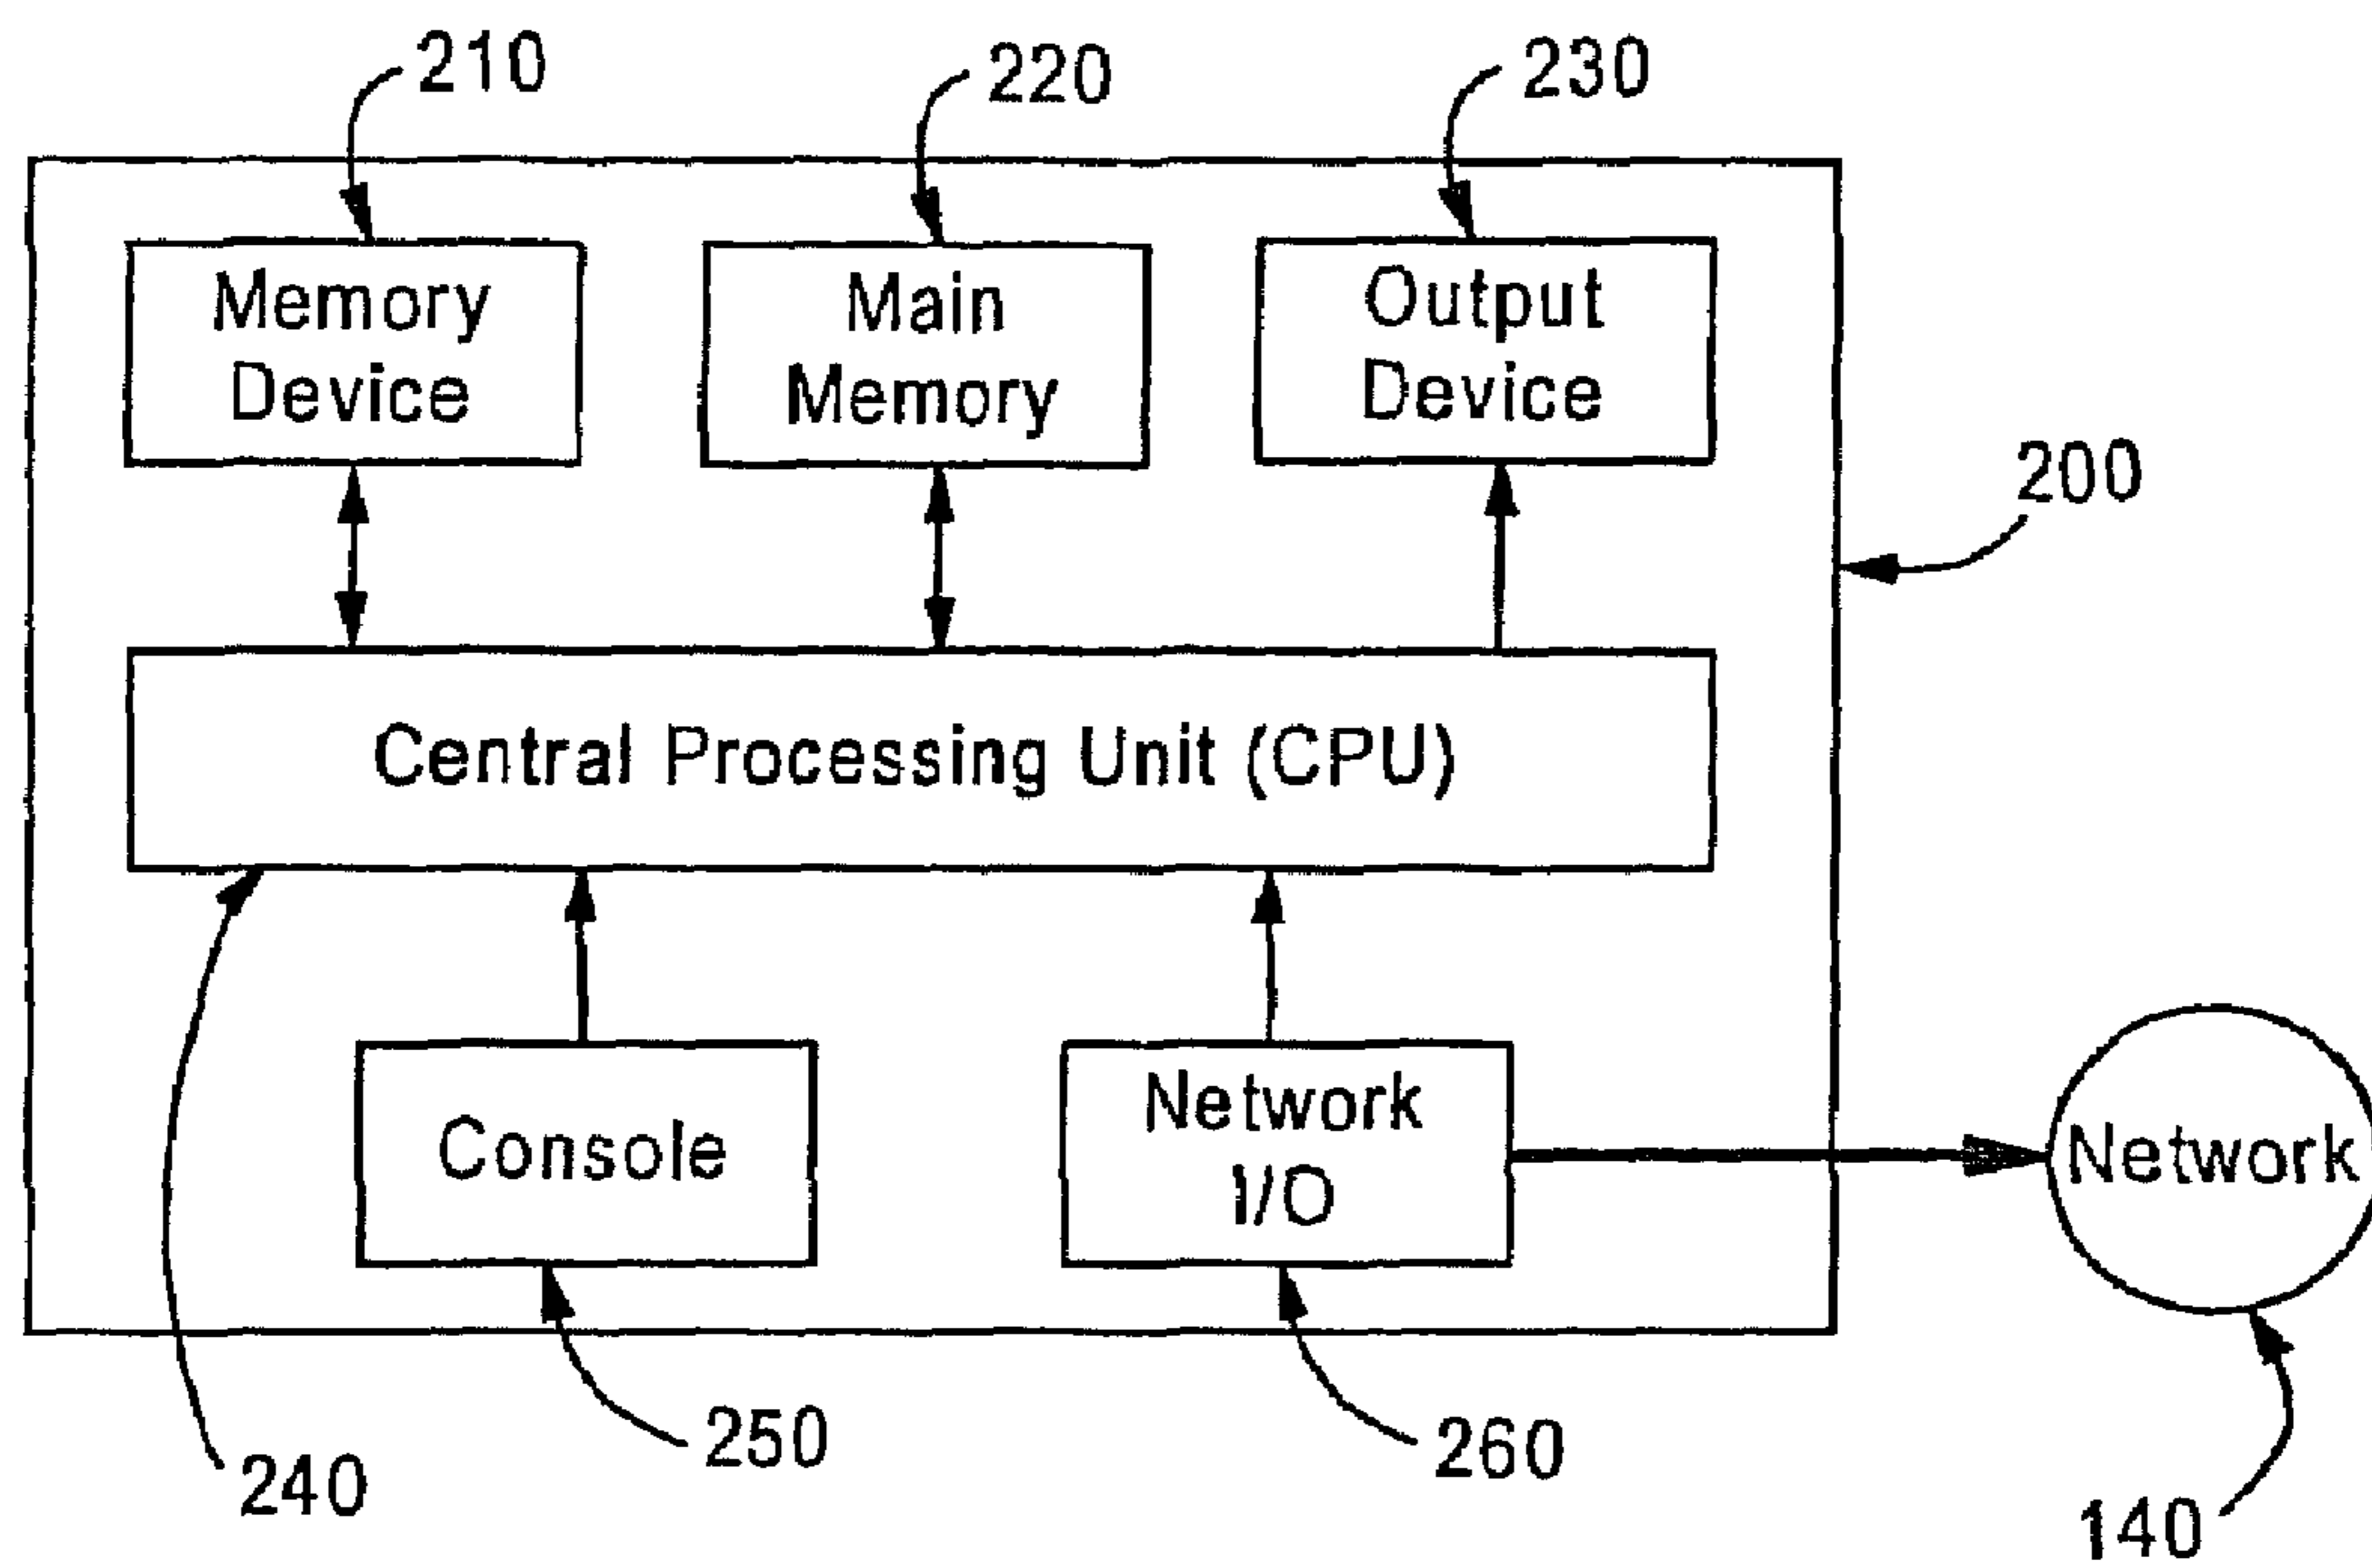 210
220
230
Memory
Device
Main
Memory
Output
Device
200
Central Processing Unit (CPU)
Console
Network
I/O
Network
240
250
260
140